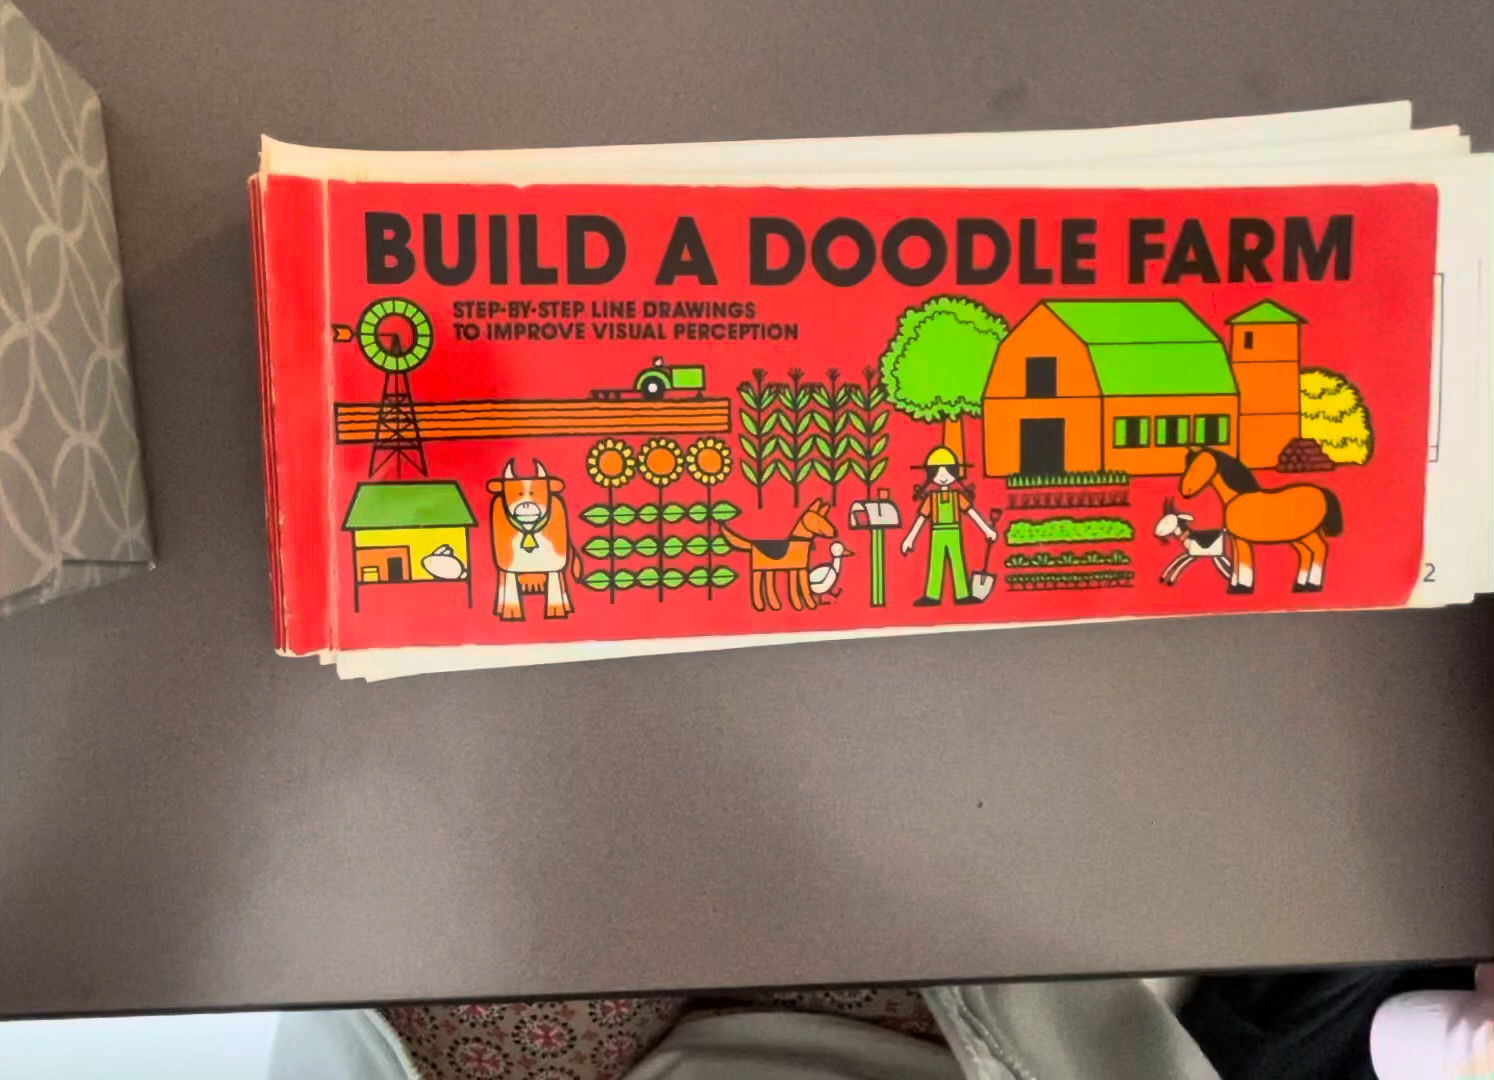 BUILD A DOODLE FARM
STEP-BY-STEP LINE DRAWINGS
TO IMPROVE VISUAL PERCEPTION
2